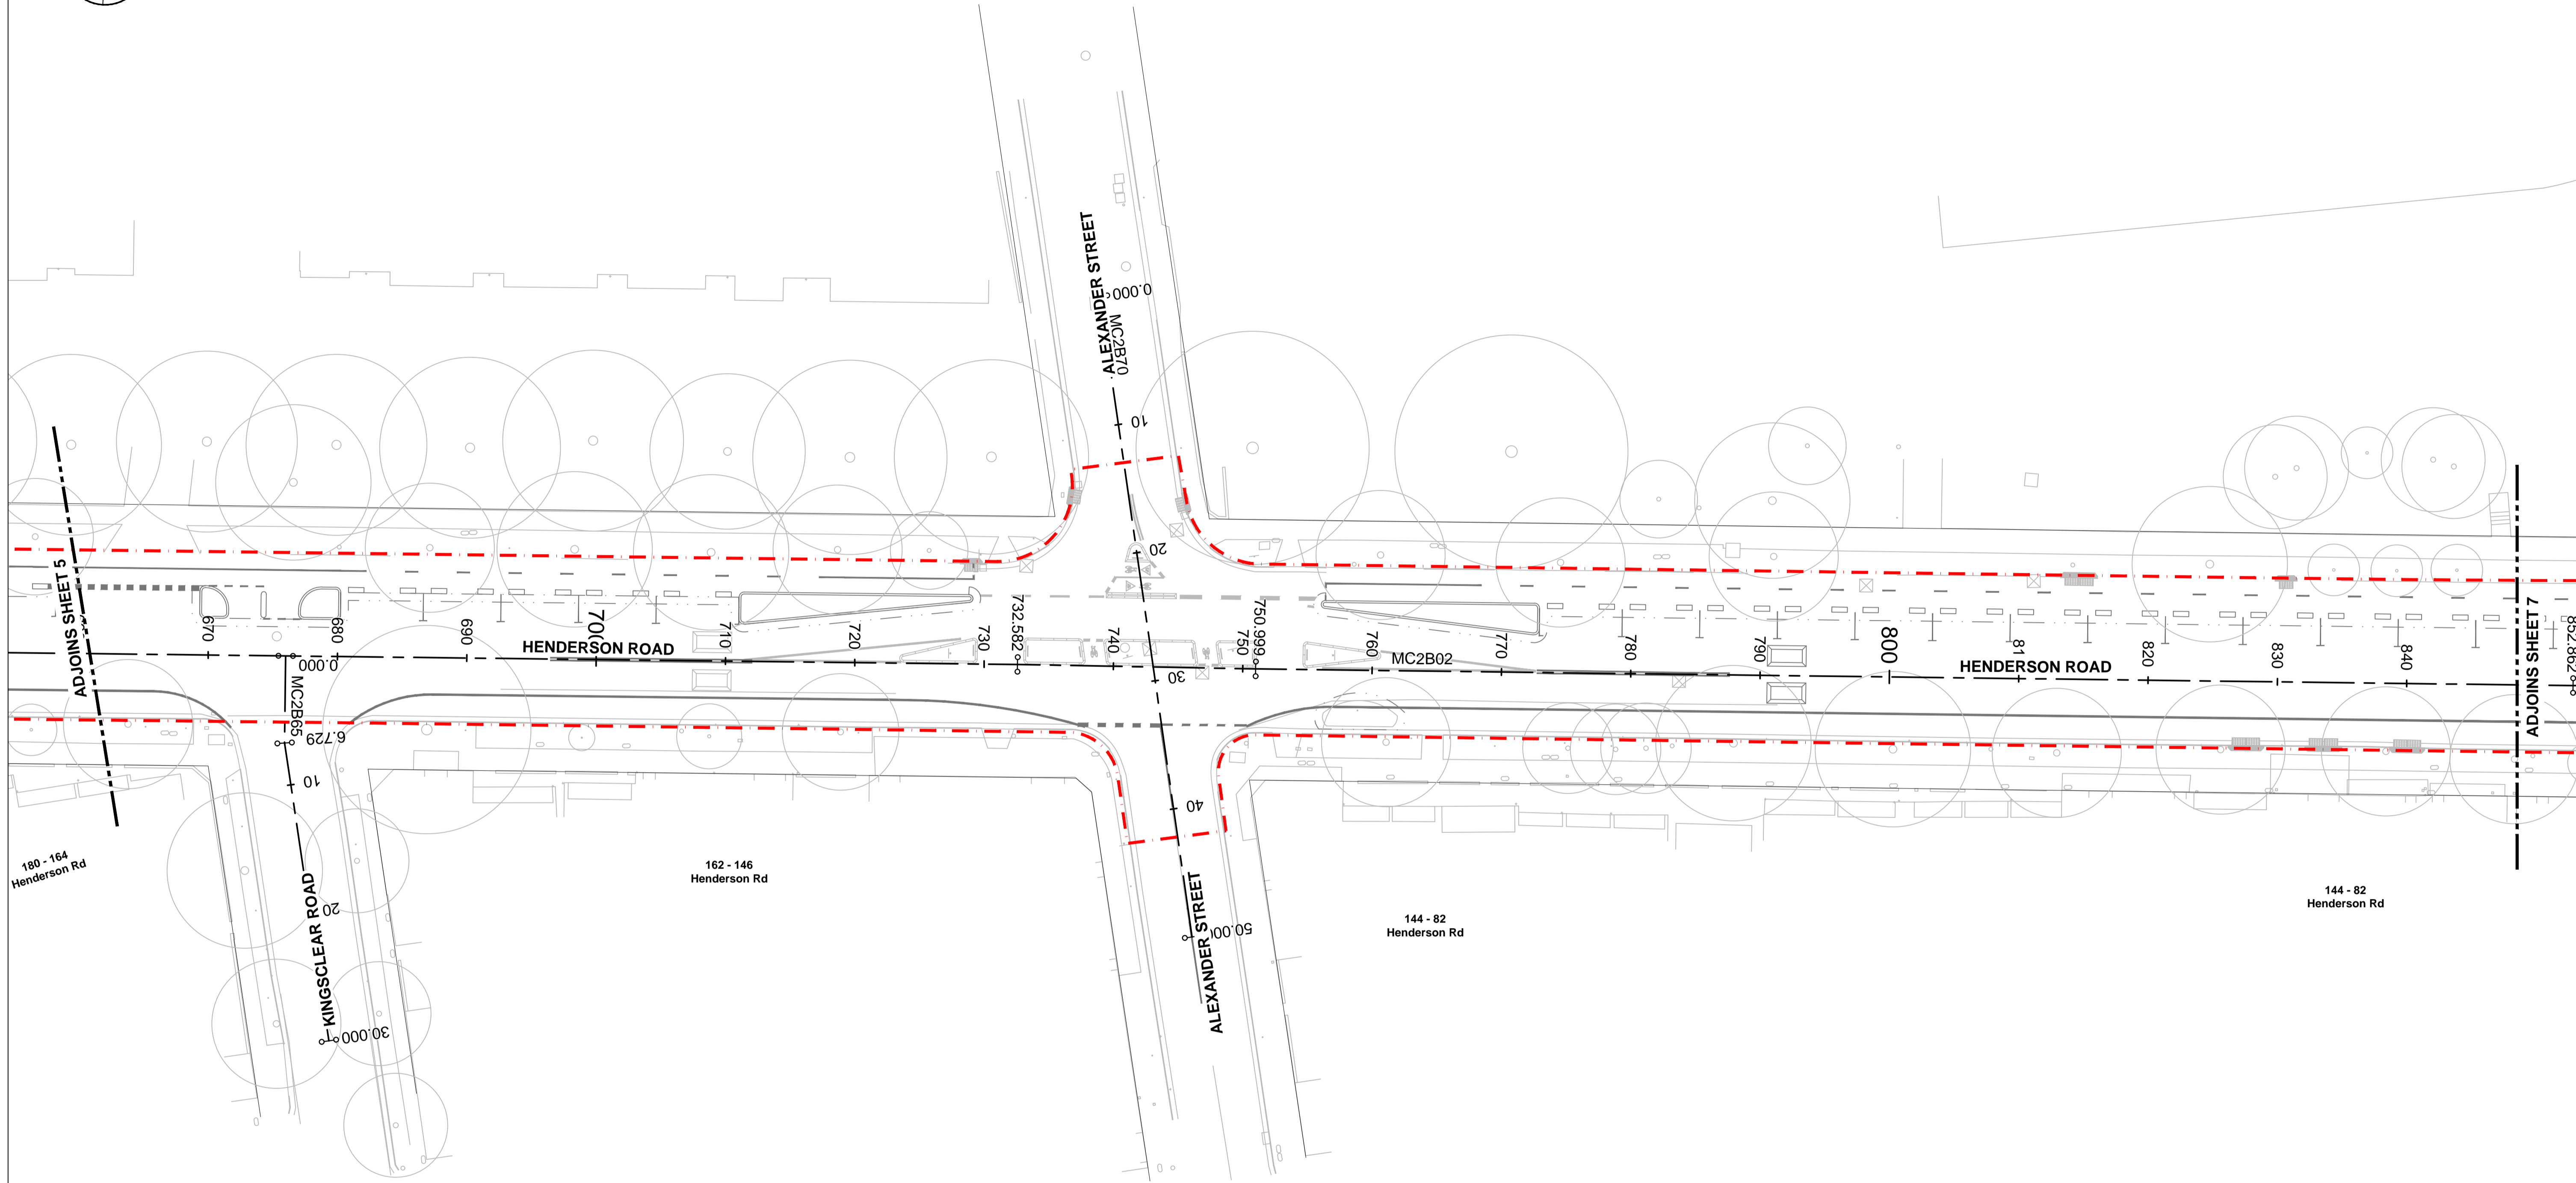 ALEXANDER STREET
0.000
MC2B70
10
20
30
40
50.000
ALEXANDER STREET
ADJOINS SHEET 5
670
680
690
700
710
720
730
732.582
740
750
750.999
760
770
780
790
800
81
820
830
840
852.862
HENDERSON ROAD
MC2B02
HENDERSON ROAD
ADJOINS SHEET 7
0.000
MC2B65
6.729
10
20
30.000
KINGSCLEAR ROAD
180 - 164
Henderson Rd
162 - 146
Henderson Rd
144 - 82
Henderson Rd
144 - 82
Henderson Rd